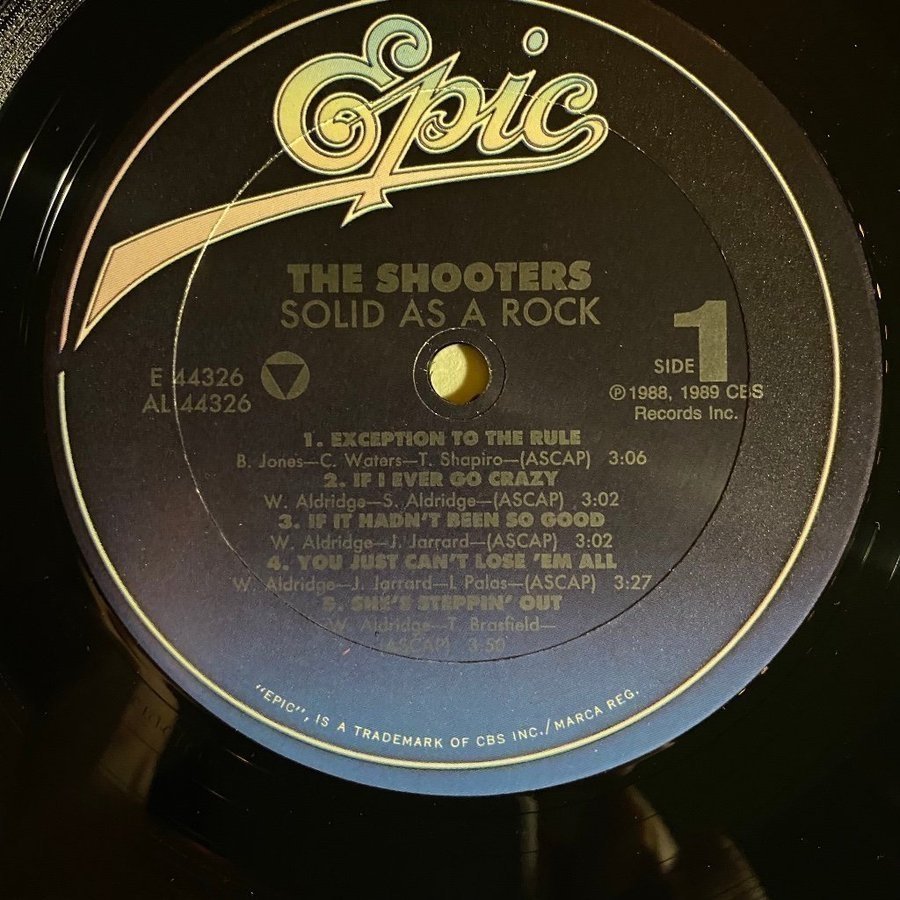 Epic
THE SHOOTERS
SOLID AS A ROCK
E 44326
AL 44326
SIDE 1
℗ 1988, 1989 CBS
Records Inc.
1. EXCEPTION TO THE RULE
B. Jones—C. Waters—T. Shapiro—(ASCAP) 3:06
2. IF I EVER GO CRAZY
W. Aldridge—S. Aldridge—(ASCAP) 3:02
3. IF IT HADN'T BEEN SO GOOD
W. Aldridge—J. Jarrard—(ASCAP) 3:02
4. YOU JUST CAN'T LOSE 'EM ALL
W. Aldridge—J. Jarrard—I. Palas—(ASCAP) 3:27
5. SHE'S STEPPIN' OUT
W. Aldridge—T. Brasfield—
(ASCAP) 3:50
"EPIC", IS A TRADEMARK OF CBS INC./MARCA REG.